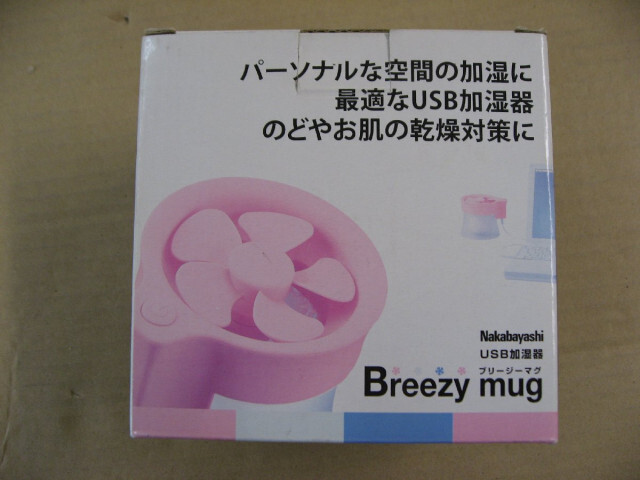 パーソナルな空間の加湿に
最適なUSB加湿器
のどやお肌の乾燥対策に
Nakabayashi
USB加湿器
ブリージーマグ
Breezy mug